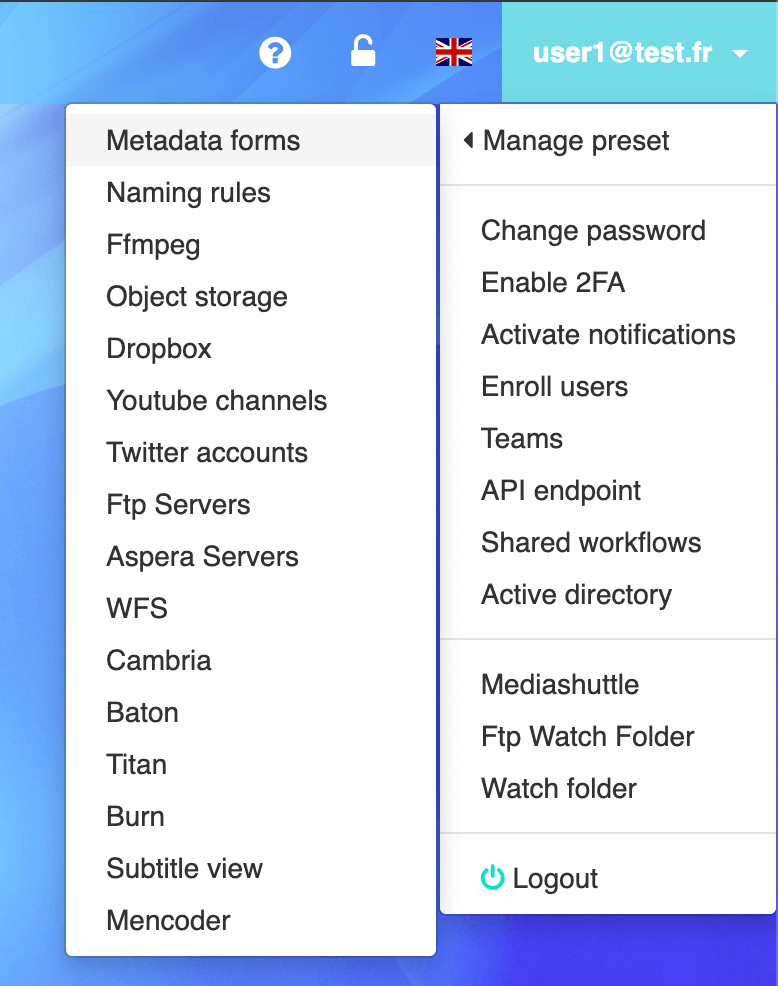 user1@test.fr
Metadata forms
Naming rules
Ffmpeg
Object storage
Dropbox
Youtube channels
Twitter accounts
Ftp Servers
Aspera Servers
WFS
Cambria
Baton
Titan
Burn
Subtitle view
Mencoder
Manage preset
Change password
Enable 2FA
Activate notifications
Enroll users
Teams
API endpoint
Shared workflows
Active directory
Mediashuttle
Ftp Watch Folder
Watch folder
Logout